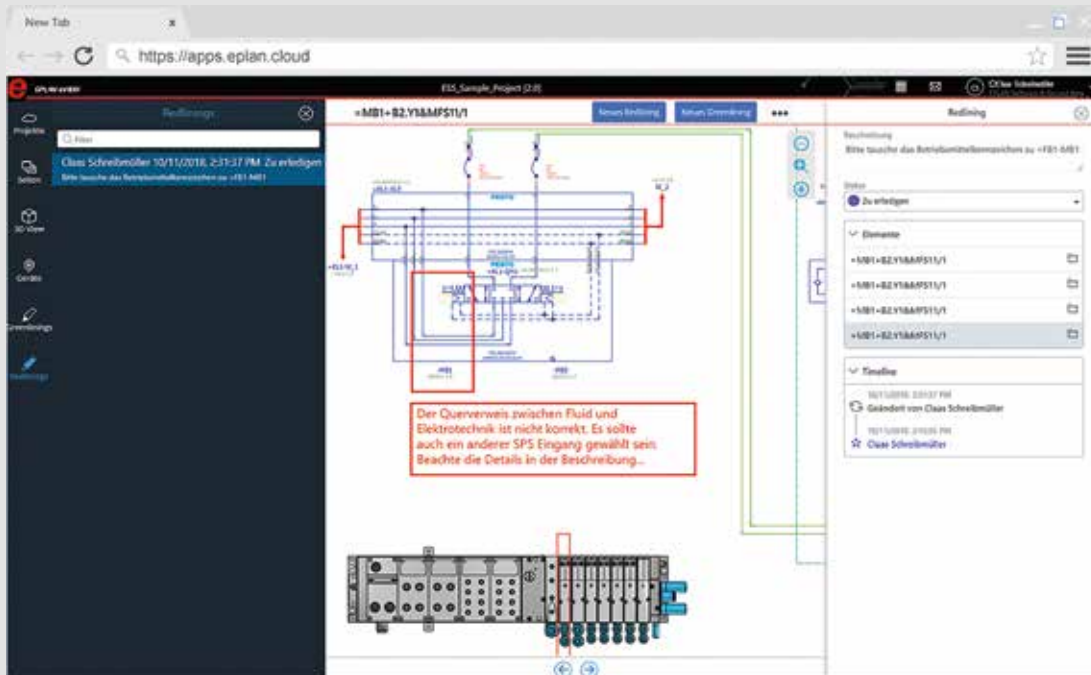 New Tab
x
https://apps.eplan.cloud
ESS_Sample_Project [2.0]
Projekte
Seiten
3D View
Geräte
Greenlinings
Redlinings
Redlinings
Filter
Claas Schreibmüller 10/11/2018, 2:31:37 PM Zu erledigen
Bitte tausche das Betriebsmittelkennzeichen zu =FB1-MB1
=MB1+B2.Y1&MFS11/1
Neues Redlining
Neues Greenlining
•••
Der Querverweis zwischen Fluid und
Elektrotechnik ist nicht korrekt. Es sollte
auch ein anderer SPS Eingang gewählt sein.
Beachte die Details in der Beschreibung...
Redlining
Beschreibung
Bitte tausche das Betriebsmittelkennzeichen zu =FB1-MB1
Status
Zu erledigen
Elemente
=MB1+B2.Y1&MFS11/1
=MB1+B2.Y1&MFS11/1
=MB1+B2.Y1&MFS11/1
=MB1+B2.Y1&MFS11/1
Timeline
Geändert von Claas Schreibmüller
Claas Schreibmüller